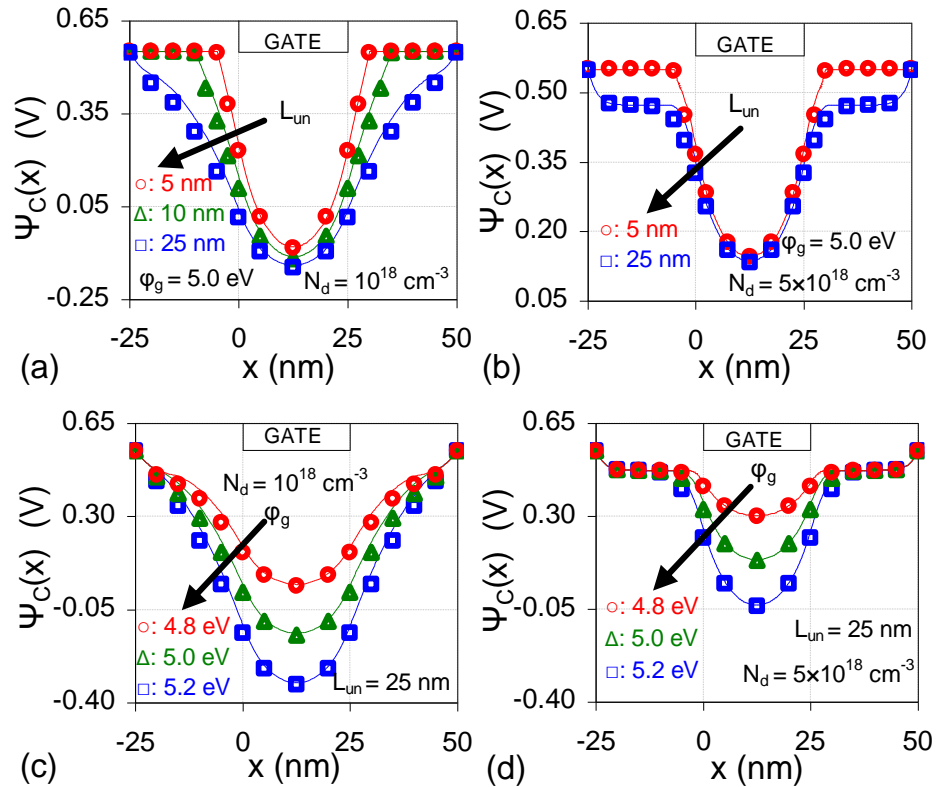 GATE
Ψ_C(x) (V)
0.65
0.35
0.05
-0.25
L_un
○: 5 nm
Δ: 10 nm
□: 25 nm
φ_g = 5.0 eV
N_d = 10^18 cm^-3
-25 0 25 50
(a)
x (nm)
GATE
Ψ_C(x) (V)
0.65
0.50
0.35
0.20
0.05
L_un
○: 5 nm
□: 25 nm
φ_g = 5.0 eV
N_d = 5×10^18 cm^-3
-25 0 25 50
(b)
x (nm)
GATE
Ψ_C(x) (V)
0.65
0.30
-0.05
-0.40
N_d = 10^18 cm^-3
φ_g
○: 4.8 eV
Δ: 5.0 eV
□: 5.2 eV
L_un = 25 nm
-25 0 25 50
(c)
x (nm)
GATE
Ψ_C(x) (V)
0.65
0.30
-0.05
-0.40
φ_g
○: 4.8 eV
Δ: 5.0 eV
□: 5.2 eV
L_un = 25 nm
N_d = 5×10^18 cm^-3
-25 0 25 50
(d)
x (nm)